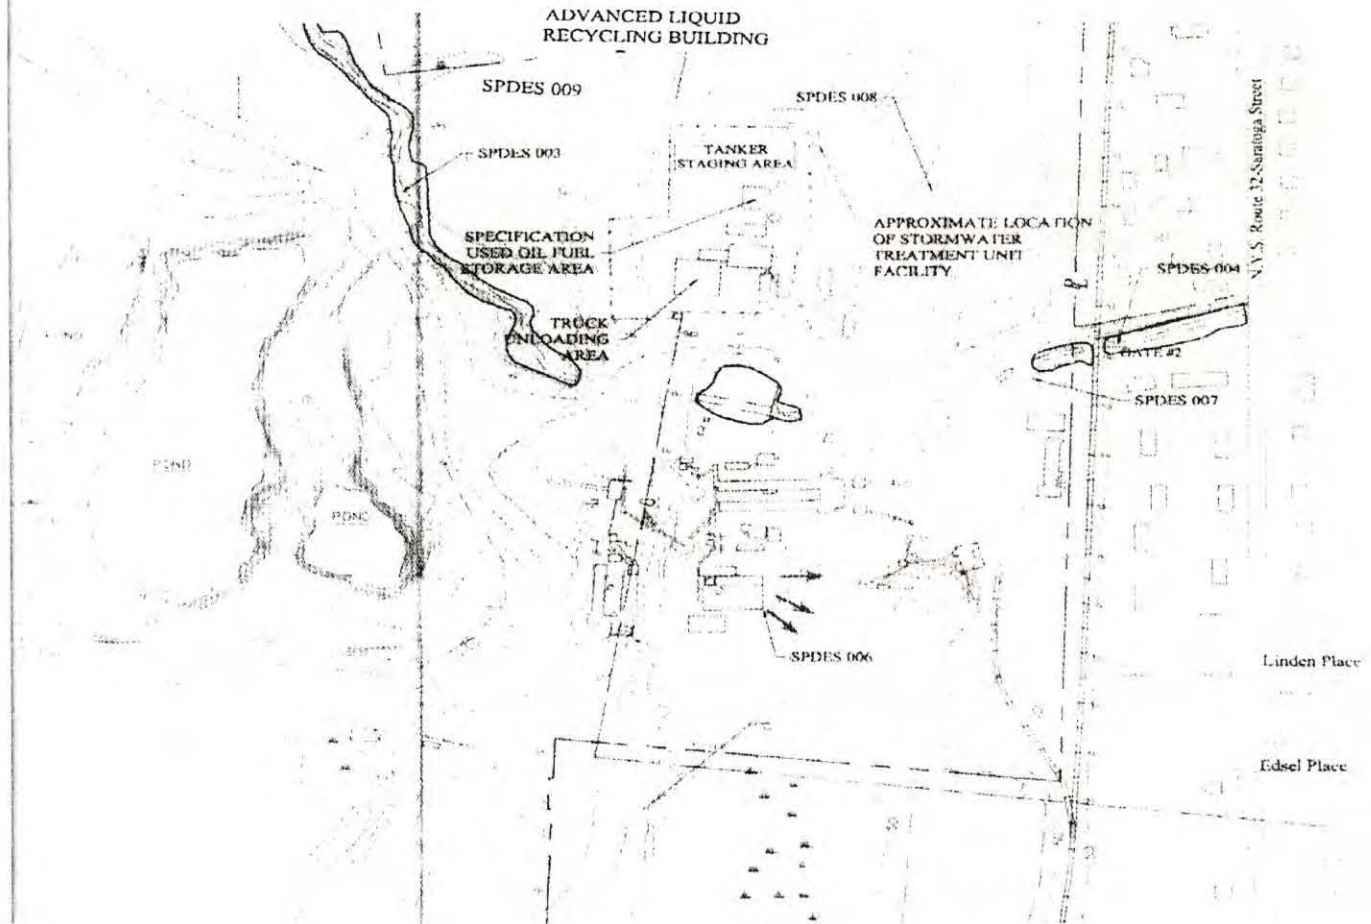 ADVANCED LIQUID
RECYCLING BUILDING
SPDES 009
SPDES 008
SPDES 003
TANKER
STAGING AREA
N.Y.S. Route 32-Saratoga Street
SPECIFICATION
USED OIL FUEL
STORAGE AREA
APPROXIMATE LOCATION
OF STORMWATER
TREATMENT UNIT
FACILITY
SPDES 004
TRUCK
UNLOADING
AREA
GATE #2
SPDES 007
POND
POND
SPDES 006
Linden Place
Edsel Place